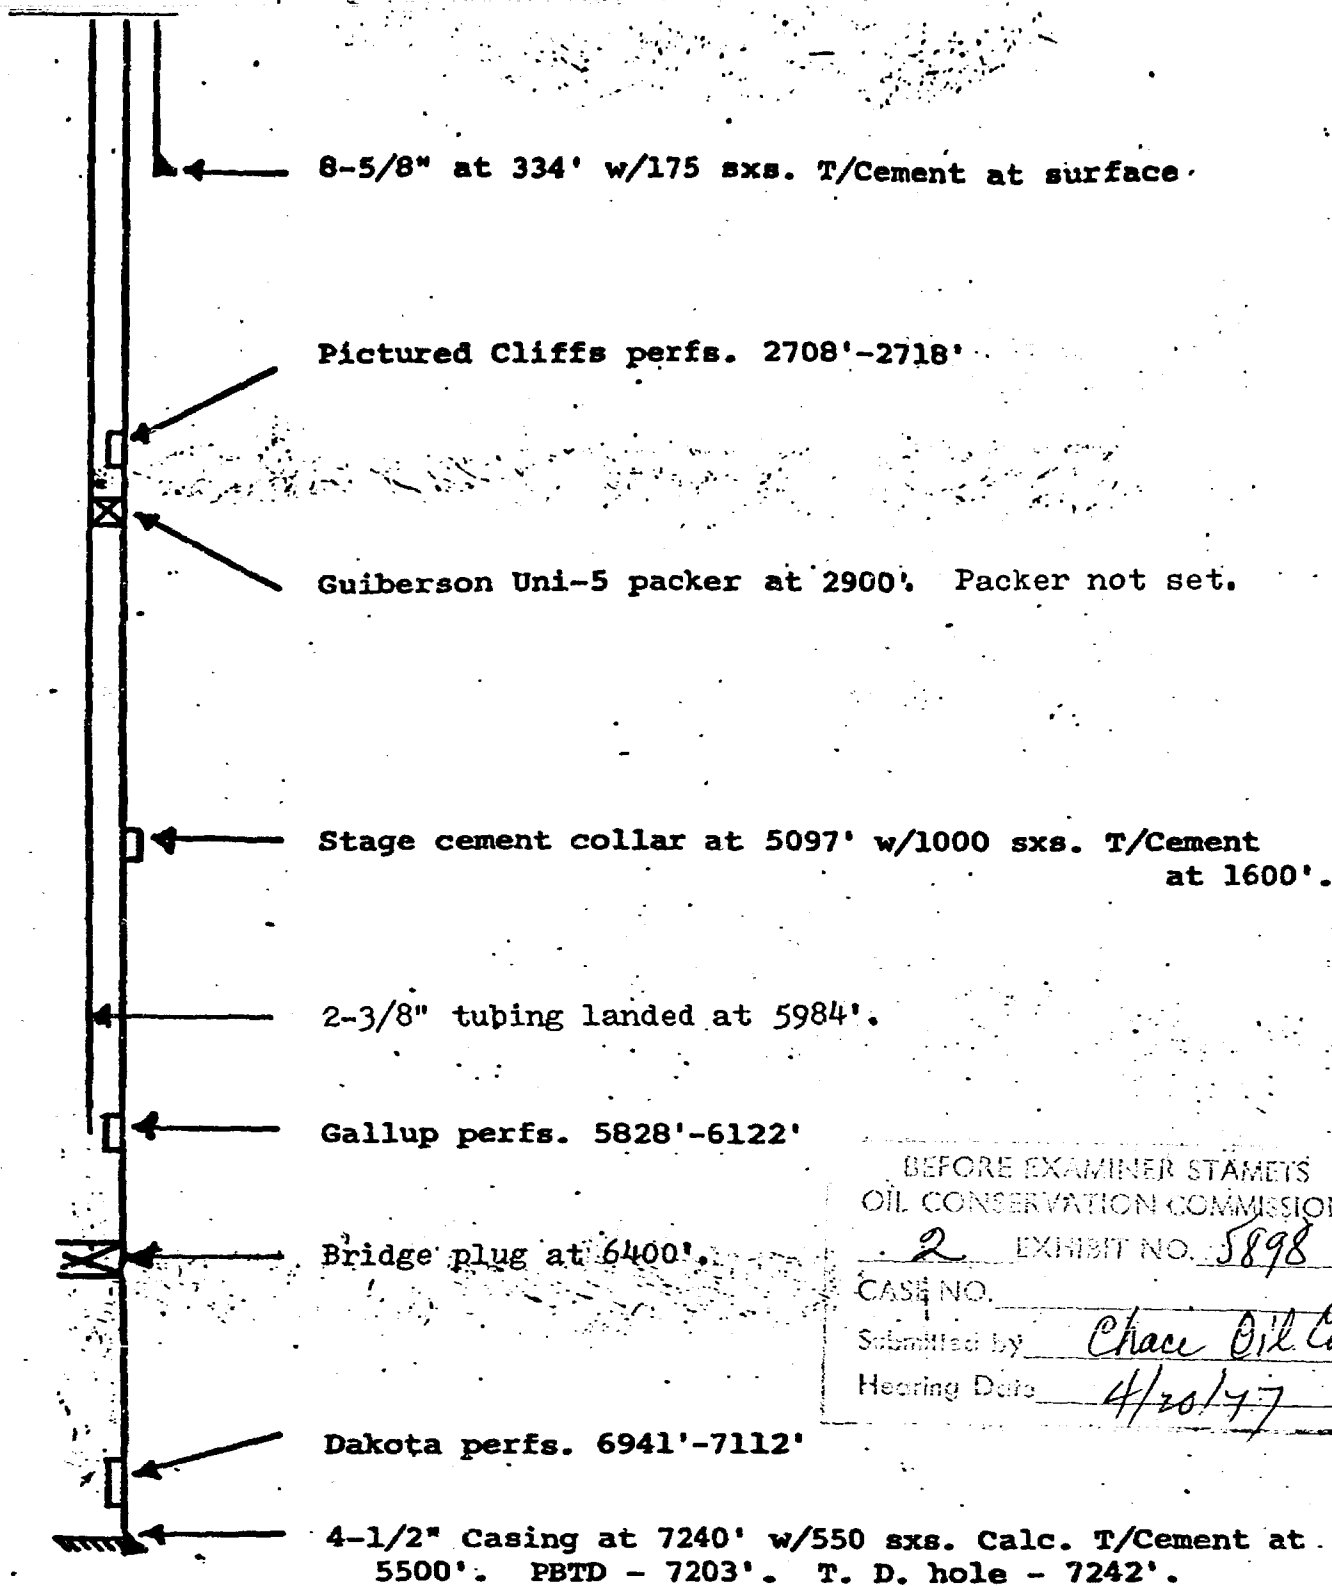 8-5/8" at 334' w/175 sxs. T/Cement at surface
Pictured Cliffs perfs. 2708'-2718'
Guiberson Uni-5 packer at 2900'. Packer not set.
Stage cement collar at 5097' w/1000 sxs. T/Cement
at 1600'.
2-3/8" tubing landed at 5984'.
Gallup perfs. 5828'-6122'
BEFORE EXAMINER STAMETS
OIL CONSERVATION COMMISSION
2 EXHIBIT NO. 5898
Bridge plug at 6400'.
CASE NO.
Submitted by Chace Oil Co
Hearing Date 4/20/77
Dakota perfs. 6941'-7112'
4-1/2" Casing at 7240' w/550 sxs. Calc. T/Cement at
5500'. PBTD - 7203'. T. D. hole - 7242'.